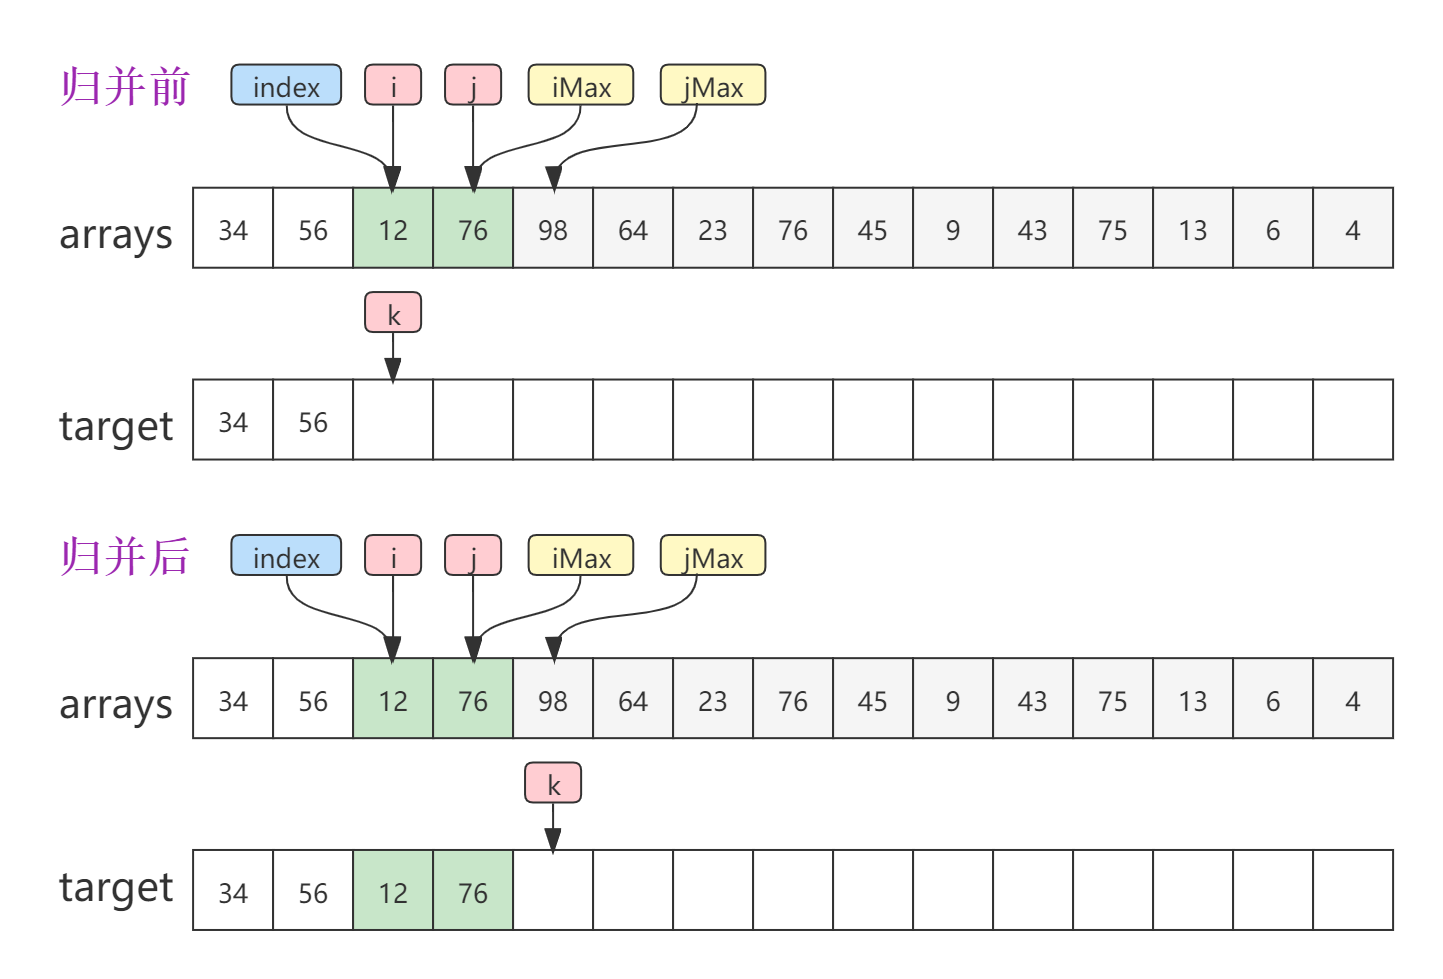 归并前 index i j iMax jMax
arrays 34 56 12 76 98 64 23 76 45 9 43 75 13 6 4
k
target 34 56
归并后 index i j iMax jMax
arrays 34 56 12 76 98 64 23 76 45 9 43 75 13 6 4
k
target 34 56 12 76